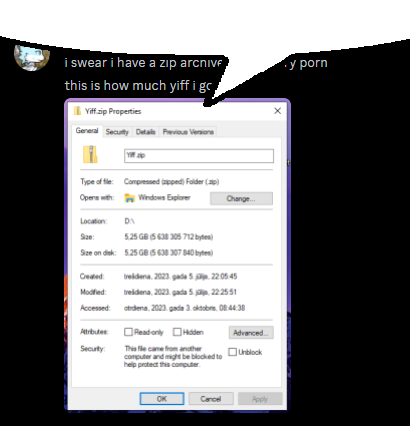 i swear i have a zip archive y porn
this is how much yiff i
Yiff.zip Properties
General Security Details Previous Versions
Yiff.zip
Type of file: Compressed (zipped) Folder (.zip)
Opens with: Windows Explorer Change...
Location: D:\
Size: 5,25 GB (5 638 305 712 bytes)
Size on disk: 5,25 GB (5 638 307 840 bytes)
Created: trešdiena, 2023. gada 5. jūlijs, 22:05:45
Modified: trešdiena, 2023. gada 5. jūlijs, 22:25:51
Accessed: otrdiena, 2023. gada 3. oktobris, 08:44:38
Attributes: Read-only Hidden Advanced...
Security: This file came from another
computer and might be blocked to
help protect this computer.
Unblock
OK Cancel Apply